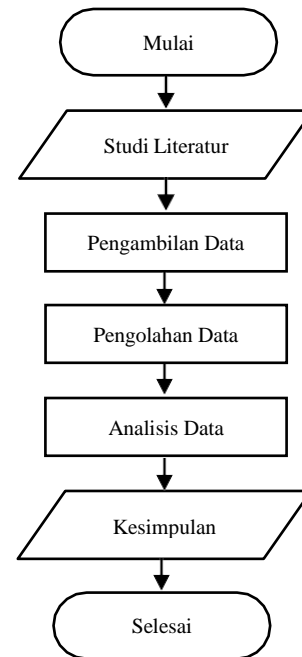 Mulai
Studi Literatur
Pengambilan Data
Pengolahan Data
Analisis Data
Kesimpulan
Selesai